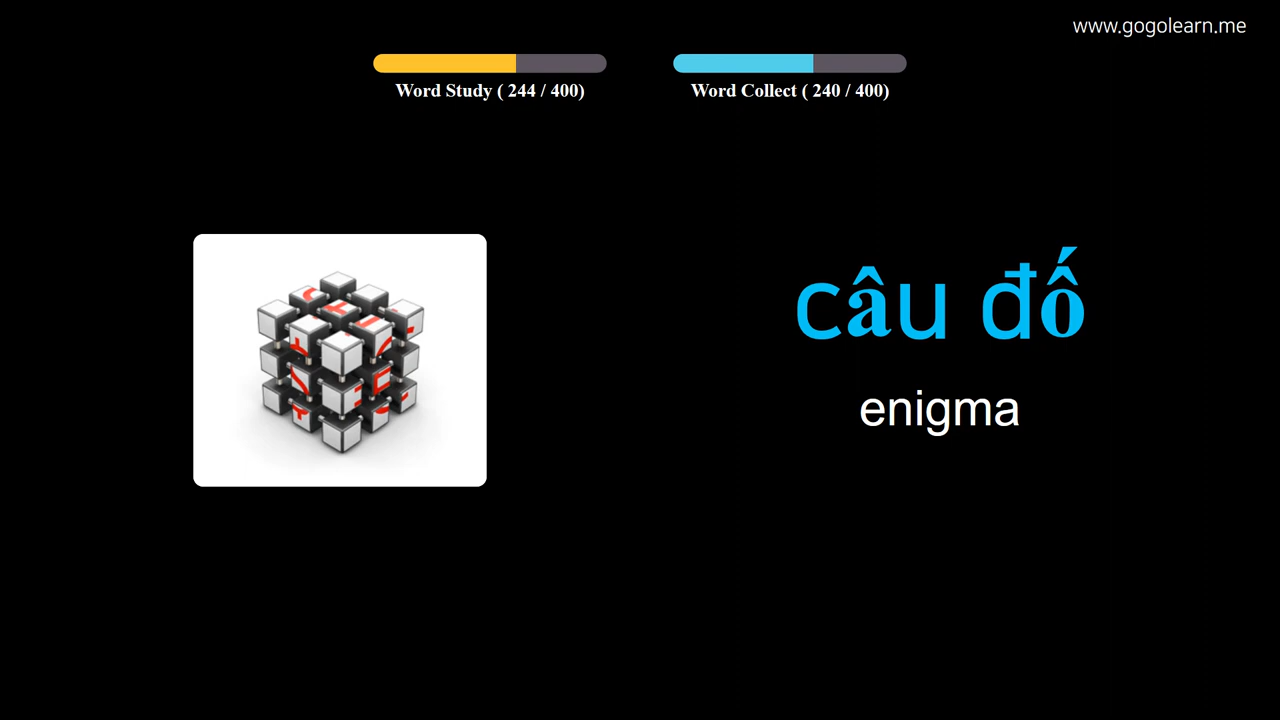 www.gogolearn.me
Word Study ( 244 / 400)
Word Collect ( 240 / 400)
câu đố
enigma